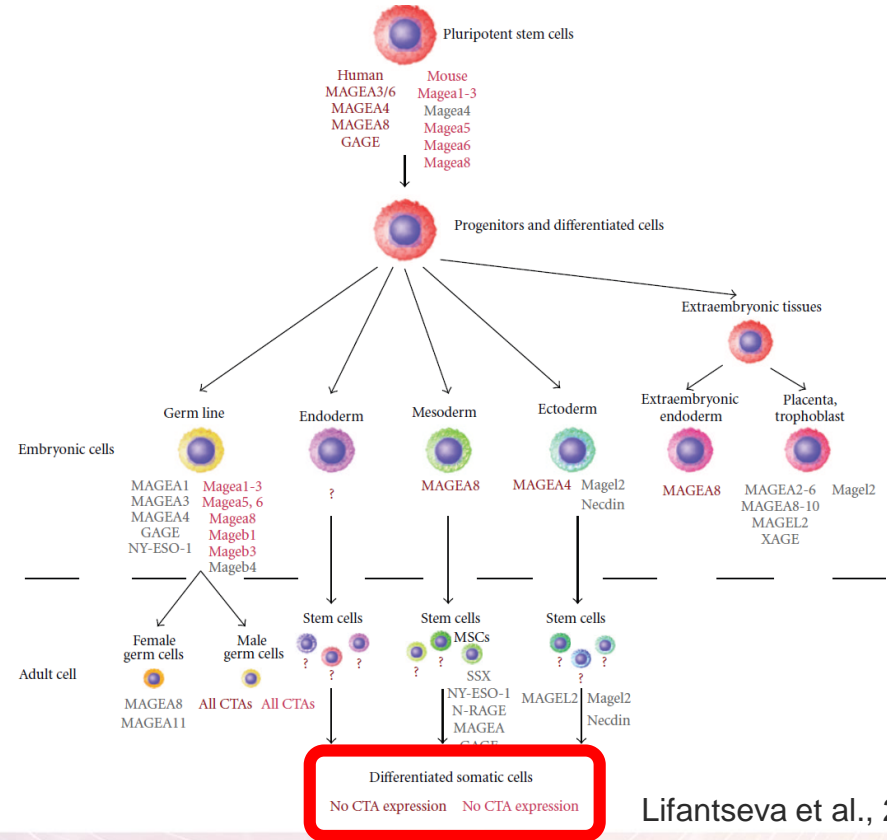 Pluripotent stem cells
Human
MAGEA3/6
MAGEA4
MAGEA8
GAGE
Mouse
Magea1-3
Magea4
Magea5
Magea6
Magea8
Progenitors and differentiated cells
Extraembryonic tissues
Embryonic cells
Germ line
MAGEA1
MAGEA3
MAGEA4
GAGE
NY-ESO-1
Magea1-3
Magea5, 6
Magea8
Mageb1
Mageb3
Mageb4
Endoderm
?
Mesoderm
MAGEA8
Ectoderm
MAGEA4
Magel2
Necdin
Extraembryonic
endoderm
MAGEA8
Placenta,
trophoblast
MAGEA2-6
MAGEA8-10
MAGEL2
XAGE
Magel2
Adult cell
Female
germ cells
MAGEA8
MAGEA11
Male
germ cells
All CTAs
All CTAs
Stem cells
?
?
?
Stem cells
MSCs
?
?
SSX
NY-ESO-1
N-RAGE
MAGEA
Stem cells
?
?
?
MAGEL2
Magel2
Necdin
Differentiated somatic cells
No CTA expression
No CTA expression
Lifantseva et al.,